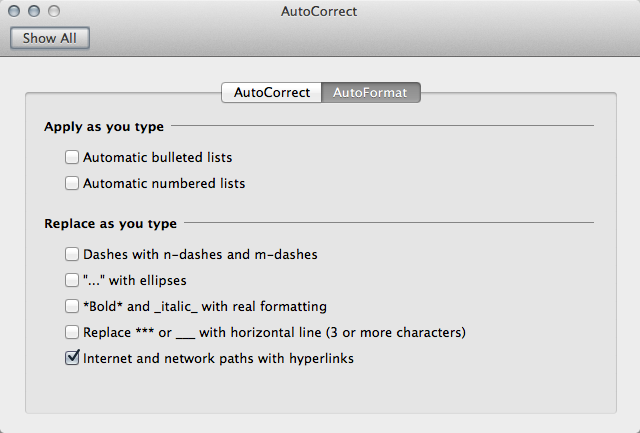 AutoCorrect
Show All
AutoCorrect AutoFormat
Apply as you type
Automatic bulleted lists
Automatic numbered lists
Replace as you type
Dashes with n-dashes and m-dashes
"..." with ellipses
*Bold* and _italic_ with real formatting
Replace *** or ___ with horizontal line (3 or more characters)
Internet and network paths with hyperlinks